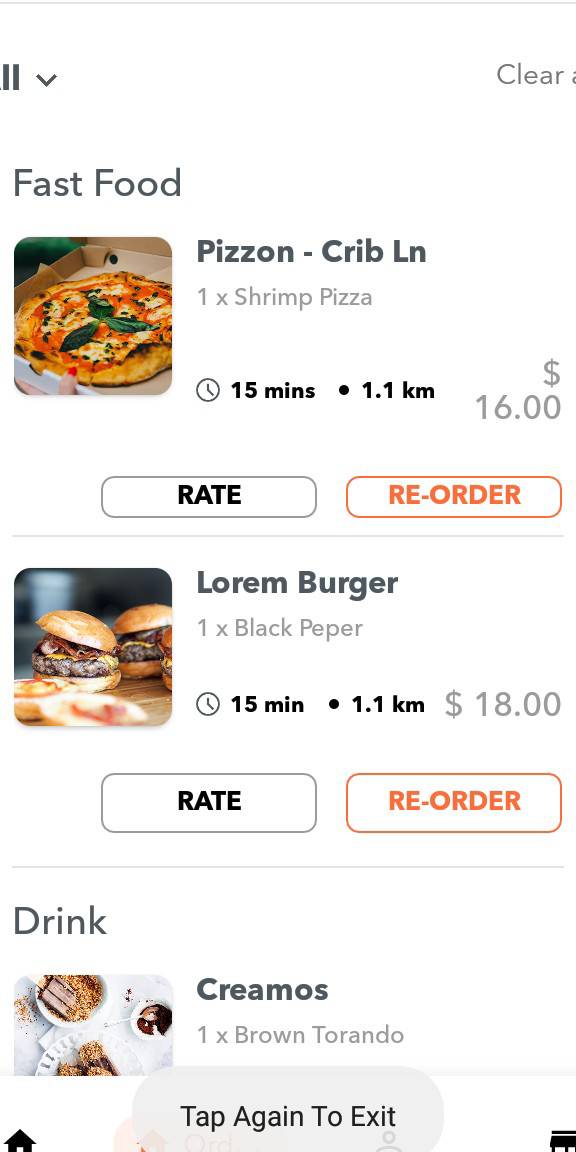 ll
Clear a
Fast Food
Pizzon - Crib Ln
1 x Shrimp Pizza
15 mins • 1.1 km
$
16.00
RATE
RE-ORDER
Lorem Burger
1 x Black Peper
15 min • 1.1 km $ 18.00
RATE
RE-ORDER
Drink
Creamos
1 x Brown Torando
Tap Again To Exit
Ord